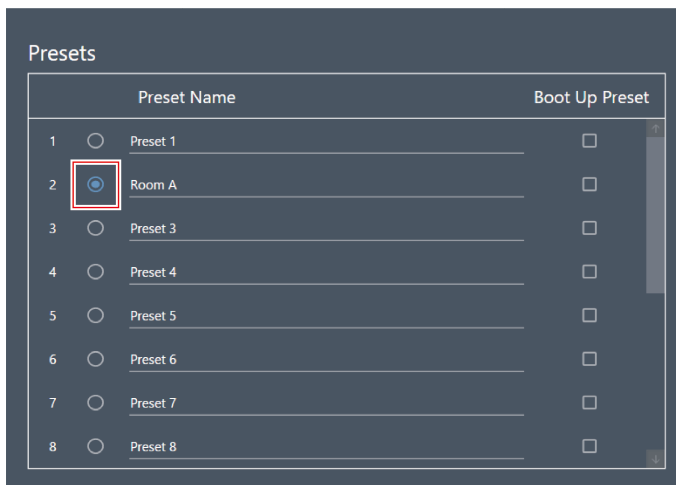 Presets
Preset Name Boot Up Preset
1 Preset 1
2 Room A
3 Preset 3
4 Preset 4
5 Preset 5
6 Preset 6
7 Preset 7
8 Preset 8